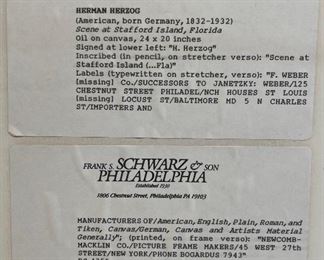 HERMAN HERZOG
(American, born Germany, 1832-1932)
Scene at Stafford Island, Florida
Oil on canvas, 24 x 20 inches
Signed at lower left: "H. Herzog"
Inscribed (in pencil, on stretcher verso): "Scene at
Stafford Island (...Fla)"
Labels (typewritten on stretcher, verso): "F. WEBER
[missing] Co./SUCCESSORS TO JANETZKY: WEBER/125
CHESTNUT STREET PHILADEL/NCH HOUSES ST LOUIS
[missing] LOCUST ST/BALTIMORE MD 5 N CHARLES
ST/IMPORTERS AND
FRANK S. SCHWARZ & SON
PHILADELPHIA
Established 1930
1806 Chestnut Street, Philadelphia, PA 19103
MANUFACTURERS OF/American, English, Plain, Roman, and
Tiken, Canvas/German, Canvas and Artists Material
Generally"; (printed, on frame verso): "NEWCOMB-
MACKLIN CO./PICTURE FRAME MAKERS/45 WEST 27th
STREET/NEW YORK/PHONE BOGARDUS 7943"